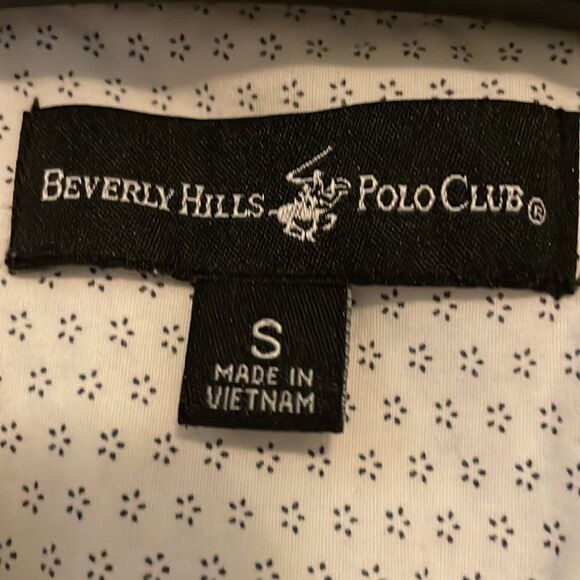 BEVERLY HILLS POLO CLUB®
S
MADE IN
VIETNAM